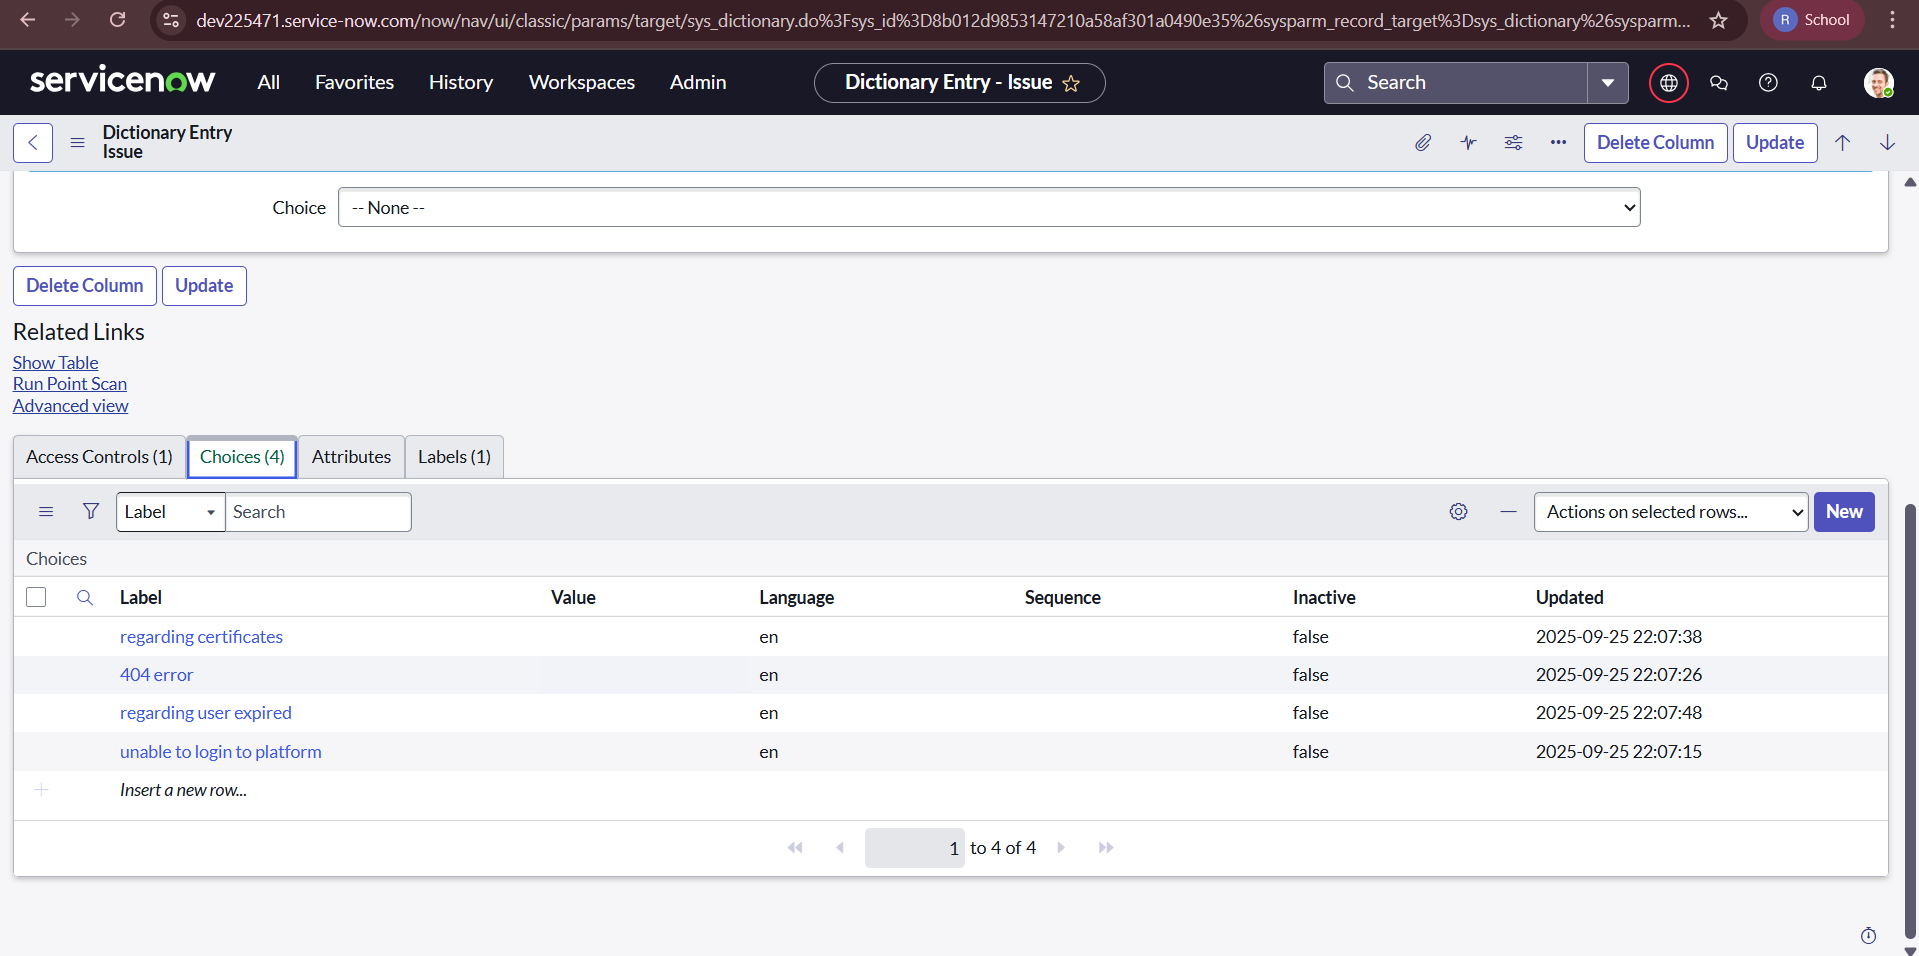 dev225471.service-now.com/now/nav/ui/classic/params/target/sys_dictionary.do%3Fsys_id%3D8b012d9853147210a58af301a0490e35%26sysparm_record_target%3Dsys_dictionary%26sysparm... R School
servicenow All Favorites History Workspaces Admin Dictionary Entry - Issue Search
Dictionary Entry
Issue
Delete Column Update
Choice -- None --
Delete Column Update
Related Links
Show Table
Run Point Scan
Advanced view
Access Controls (1) Choices (4) Attributes Labels (1)
Label Search Actions on selected rows... New
Choices
Label Value Language Sequence Inactive Updated
regarding certificates en false 2025-09-25 22:07:38
404 error en false 2025-09-25 22:07:26
regarding user expired en false 2025-09-25 22:07:48
unable to login to platform en false 2025-09-25 22:07:15
Insert a new row...
1 to 4 of 4